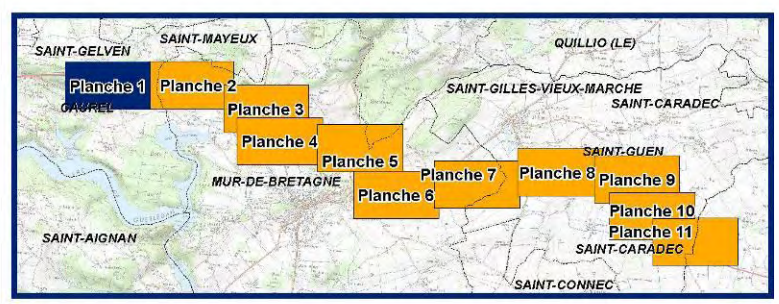 SAINT-MAYEUX
SAINT-GELVEN
QUILLIO (LE)
Planche 1
Planche 2
SAINT-GILLES-VIEUX-MARCHE
CAUREL
Planche 3
SAINT-CARADEC
Planche 4
Planche 5
SAINT-GUEN
Planche 7
Planche 8
Planche 9
MUR-DE-BRETAGNE
Planche 6
Planche 10
Planche 11
SAINT-AIGNAN
SAINT-CARADEC
SAINT-CONNEC